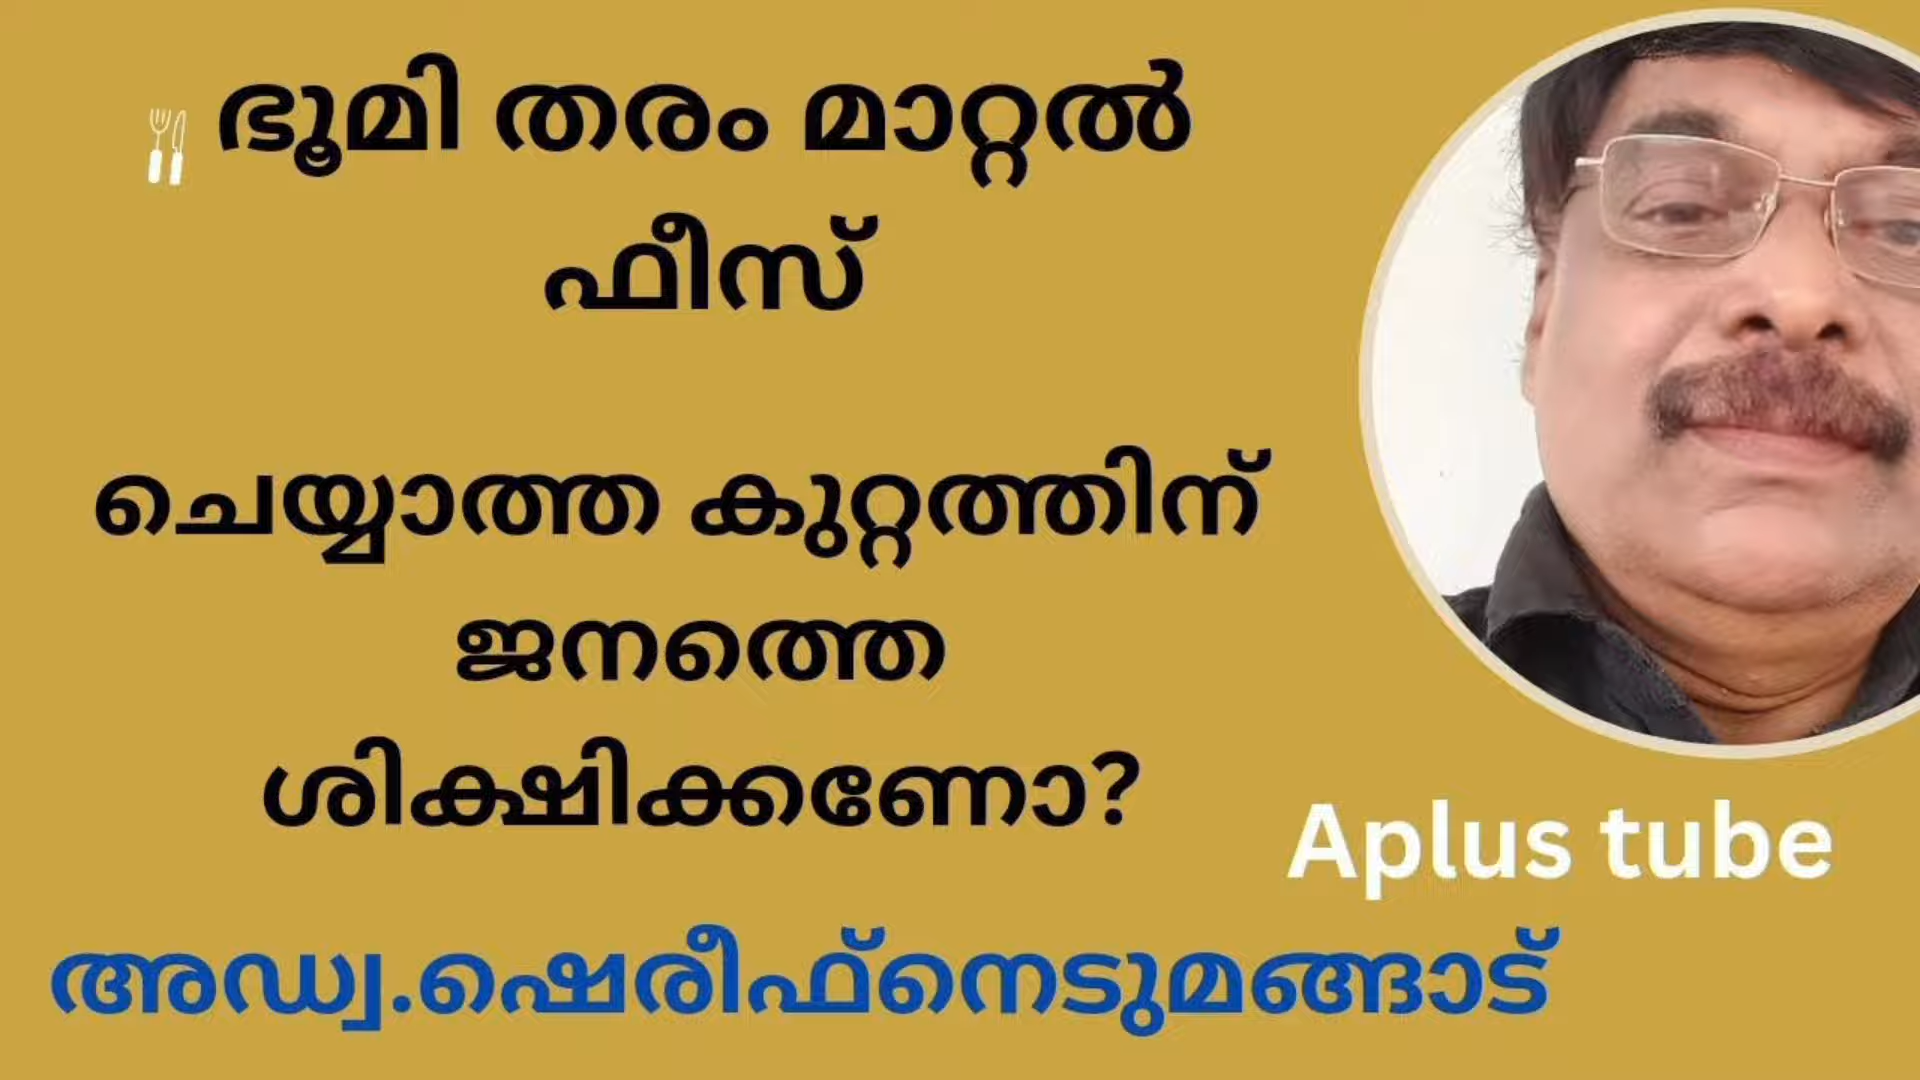 ഭൂമി തരം മാറ്റൽ
ഫീസ്
ചെയ്യാത്ത കുറ്റത്തിന്
ജനത്തെ
ശിക്ഷിക്കണോ?
Aplus tube
അഡ്വ.ഷെരീഫ്നെടുമങ്ങാട്